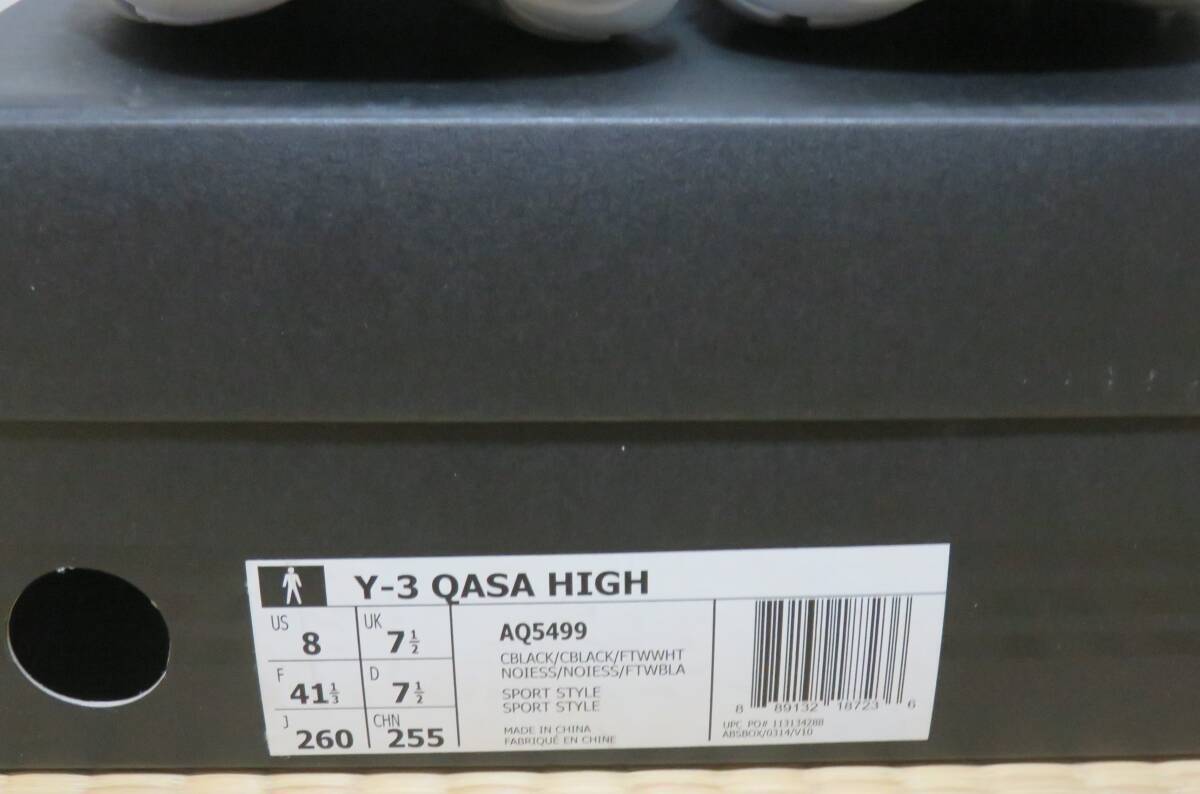 Y-3 QASA HIGH
US 8
UK 7½
F 41⅓
D 7½
J 260
CHN 255
AQ5499
CBLACK/CBLACK/FTWWHT
NOIESS/NOIESS/FTWBLA
SPORT STYLE
SPORT STYLE
MADE IN CHINA
FABRIQUÉ EN CHINE
8 89132 18723 6
UPC PO# 113134288
ABSBOX/0314/V10